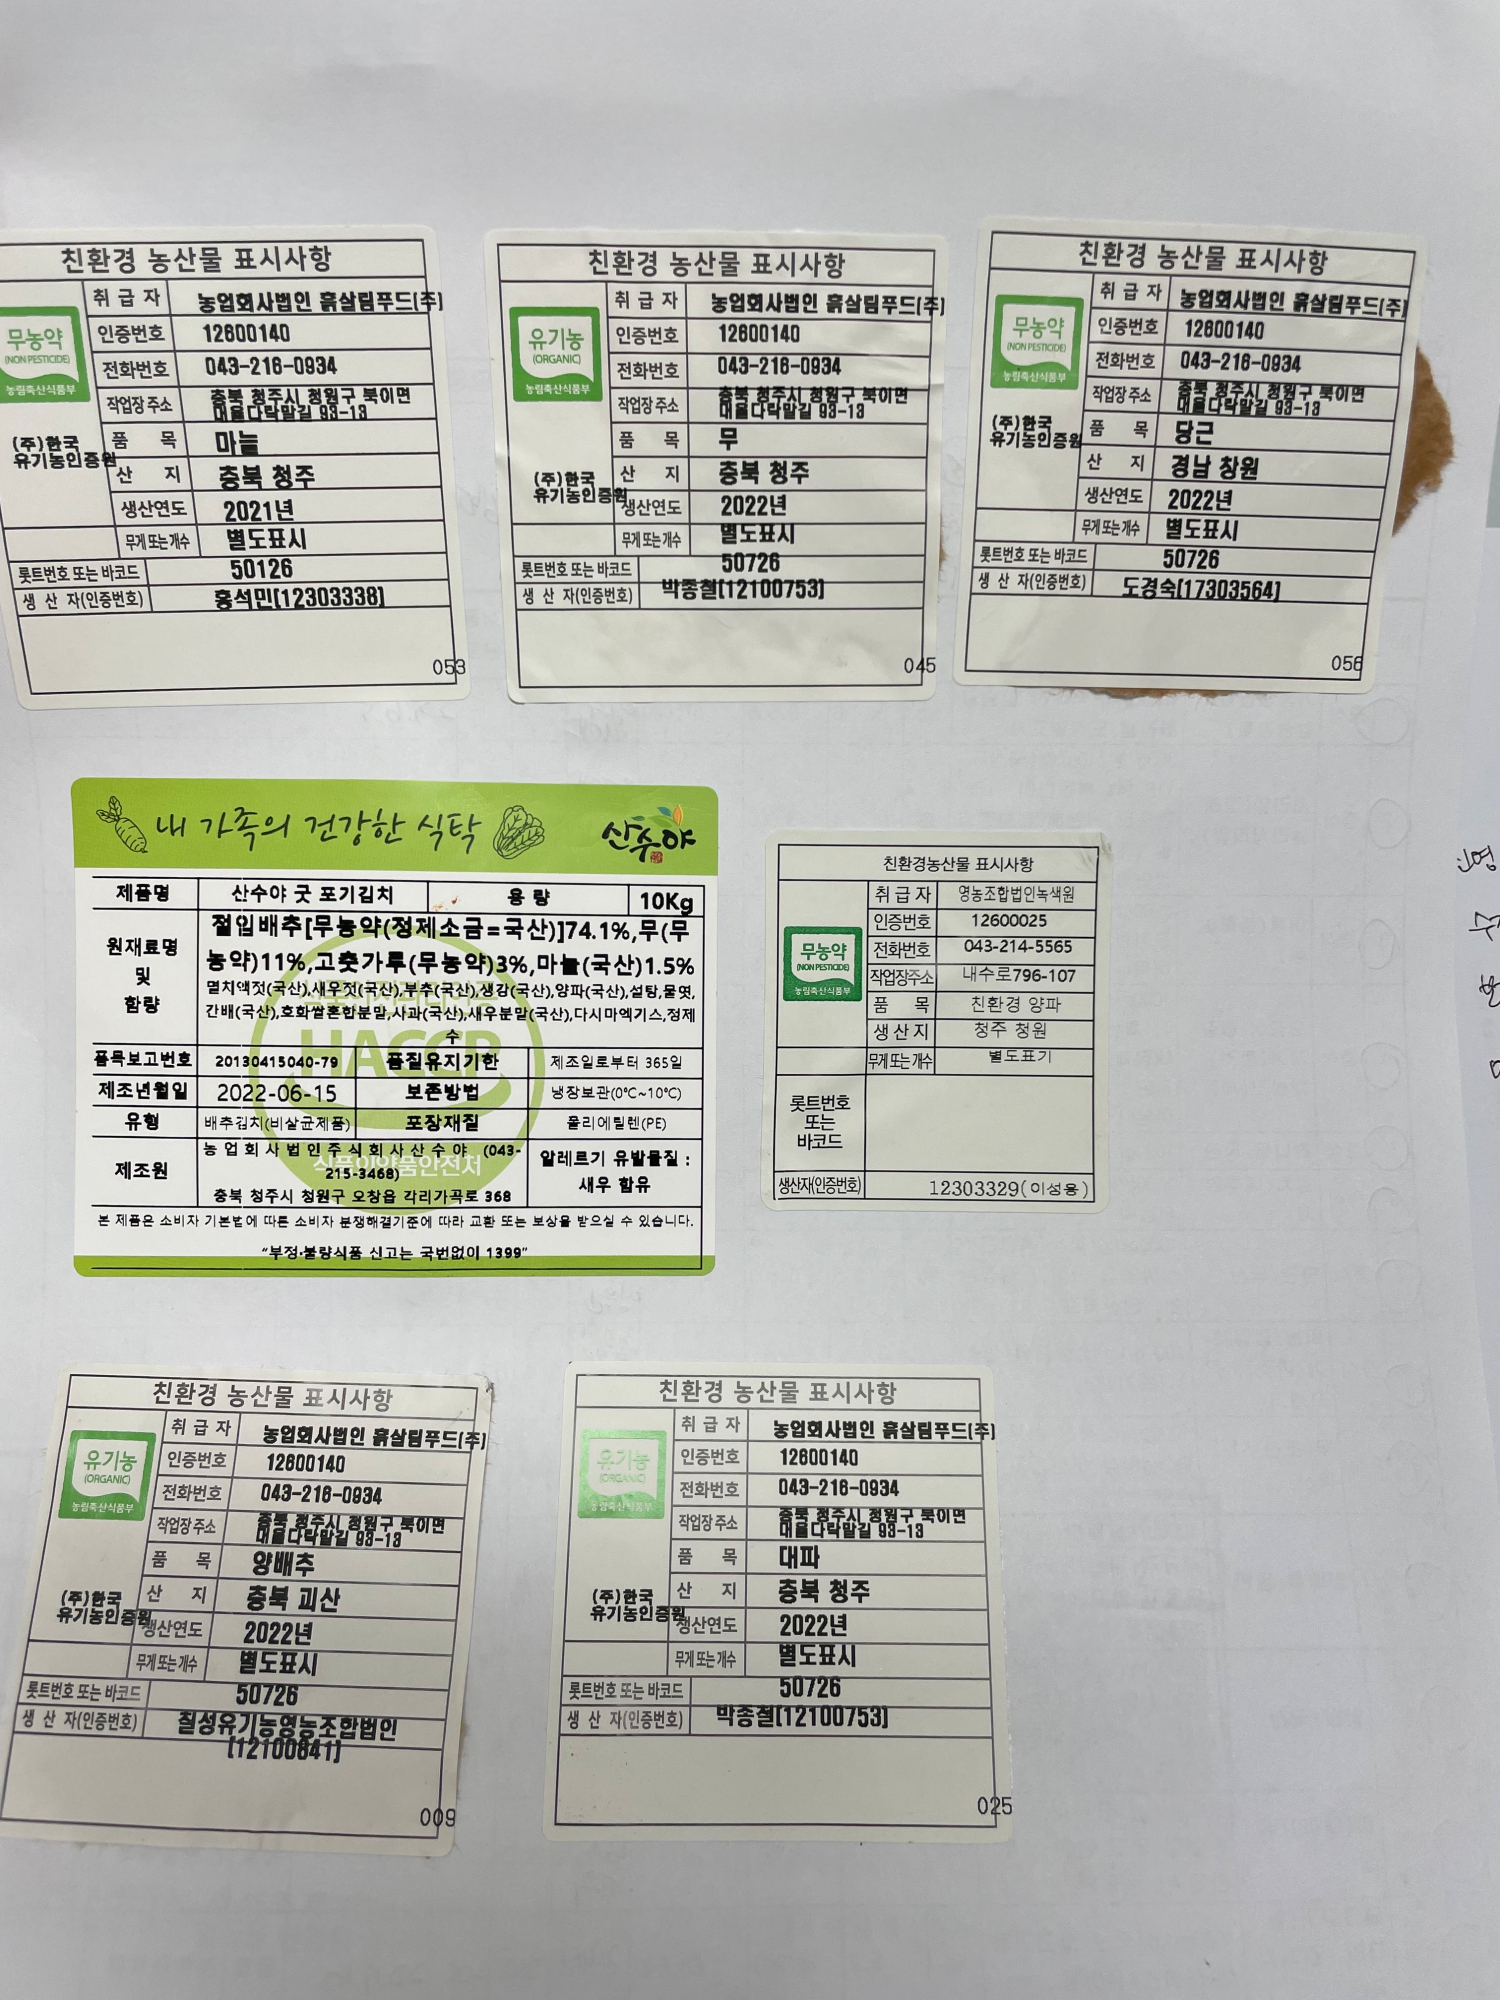 친환경 농산물 표시사항
무농약
(NON PESTICIDE)
농림축산식품부
(주)한국
유기농인증원
취 급 자 농업회사법인 흙살림푸드(주)
인증번호 12600140
전화번호 043-216-0934
작업장 주소 충북 청주시 청원구 북이면
대율다락말길 93-13
품 목 마늘
산 지 충북 청주
생산연도 2021년
무게 또는 개수 별도표시
롯트번호 또는 바코드 50126
생 산 자(인증번호) 홍석민[12303338]
053
친환경 농산물 표시사항
유기농
(ORGANIC)
농림축산식품부
(주)한국
유기농인증원
취 급 자 농업회사법인 흙살림푸드(주)
인증번호 12600140
전화번호 043-216-0934
작업장 주소 충북 청주시 청원구 북이면
대율다락말길 93-13
품 목 무
산 지 충북 청주
생산연도 2022년
무게 또는 개수 별도표시
롯트번호 또는 바코드 50726
생 산 자(인증번호) 박종철[12100753]
045
친환경 농산물 표시사항
무농약
(NON PESTICIDE)
농림축산식품부
(주)한국
유기농인증원
취 급 자 농업회사법인 흙살림푸드(주)
인증번호 12600140
전화번호 043-216-0934
작업장 주소 충북 청주시 청원구 북이면
대율다락말길 93-13
품 목 당근
산 지 경남 창원
생산연도 2022년
무게 또는 개수 별도표시
롯트번호 또는 바코드 50726
생 산 자(인증번호) 도경숙[17303564]
056
내 가족의 건강한 식탁 산수야
제품명 산수야 굿 포기김치 용 량 10Kg
원재료명
및
함량
절입배추[무농약(정제소금=국산)]74.1%,무(무
농약)11%,고춧가루(무농약)3%,마늘(국산)1.5%
멸치액젓(국산),새우젓(국산),부추(국산),생강(국산),양파(국산),설탕,물엿,
간배(국산),호화쌀혼합분말,사과(국산),새우분말(국산),다시마엑기스,정제
수
HACCP
식품의약품안전처
품목보고번호 20130415040-79 품질유지기한 제조일로부터 365일
제조년월일 2022-06-15 보존방법 냉장보관(0℃~10℃)
유형 배추김치(비살균제품) 포장재질 폴리에틸렌(PE)
제조원 농업회사법인주식회사산수야 (043-
215-3468)
충북 청주시 청원구 오창읍 각리가곡로 368
알레르기 유발물질 :
새우 함유
본 제품은 소비자 기본법에 따른 소비자 분쟁해결기준에 따라 교환 또는 보상을 받으실 수 있습니다.
"부정·불량식품 신고는 국번없이 1399"
친환경농산물 표시사항
무농약
(NON PESTICIDE)
농림축산식품부
취 급 자 영농조합법인녹색원
인증번호 12600025
전화번호 043-214-5565
작업장주소 내수로796-107
품 목 친환경 양파
생 산 지 청주 청원
무게 또는 개수 별도표기
롯트번호
또는
바코드
생산자(인증번호) 12303329(이성용)
친환경 농산물 표시사항
유기농
(ORGANIC)
농림축산식품부
(주)한국
유기농인증원
취 급 자 농업회사법인 흙살림푸드(주)
인증번호 12600140
전화번호 043-216-0934
작업장 주소 충북 청주시 청원구 북이면
대율다락말길 93-13
품 목 양배추
산 지 충북 괴산
생산연도 2022년
무게 또는 개수 별도표시
롯트번호 또는 바코드 50726
생 산 자(인증번호) 칠성유기농영농조합법인
[12100841]
009
친환경 농산물 표시사항
유기농
(ORGANIC)
농림축산식품부
(주)한국
유기농인증원
취 급 자 농업회사법인 흙살림푸드(주)
인증번호 12600140
전화번호 043-216-0934
작업장 주소 충북 청주시 청원구 북이면
대율다락말길 93-13
품 목 대파
산 지 충북 청주
생산연도 2022년
무게 또는 개수 별도표시
롯트번호 또는 바코드 50726
생 산 자(인증번호) 박종철[12100753]
025